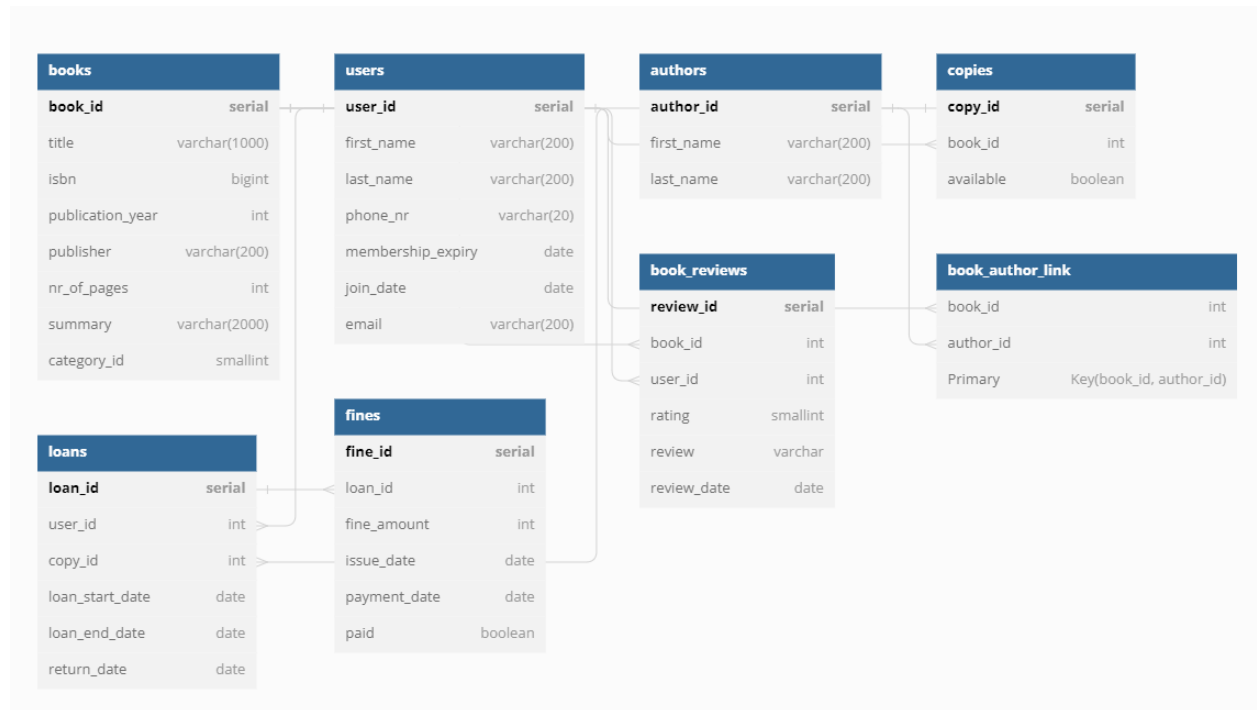 books
book_id serial
title varchar(1000)
isbn bigint
publication_year int
publisher varchar(200)
nr_of_pages int
summary varchar(2000)
category_id smallint
users
user_id serial
first_name varchar(200)
last_name varchar(200)
phone_nr varchar(20)
membership_expiry date
join_date date
email varchar(200)
authors
author_id serial
first_name varchar(200)
last_name varchar(200)
copies
copy_id serial
book_id int
available boolean
book_reviews
review_id serial
book_id int
user_id int
rating smallint
review varchar
review_date date
book_author_link
book_id int
author_id int
Primary Key(book_id, author_id)
loans
loan_id serial
user_id int
copy_id int
loan_start_date date
loan_end_date date
return_date date
fines
fine_id serial
loan_id int
fine_amount int
issue_date date
payment_date date
paid boolean